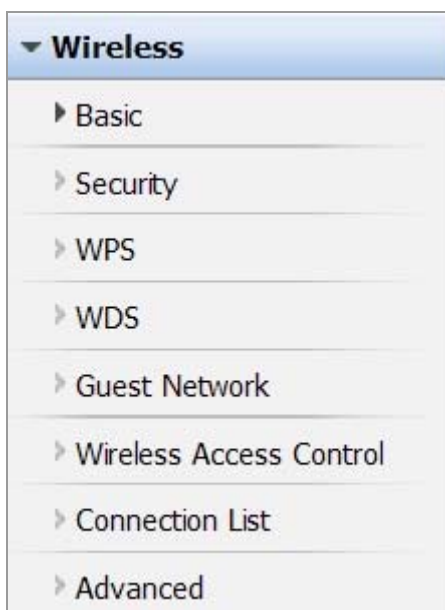 Wireless
Basic
Security
WPS
WDS
Guest Network
Wireless Access Control
Connection List
Advanced